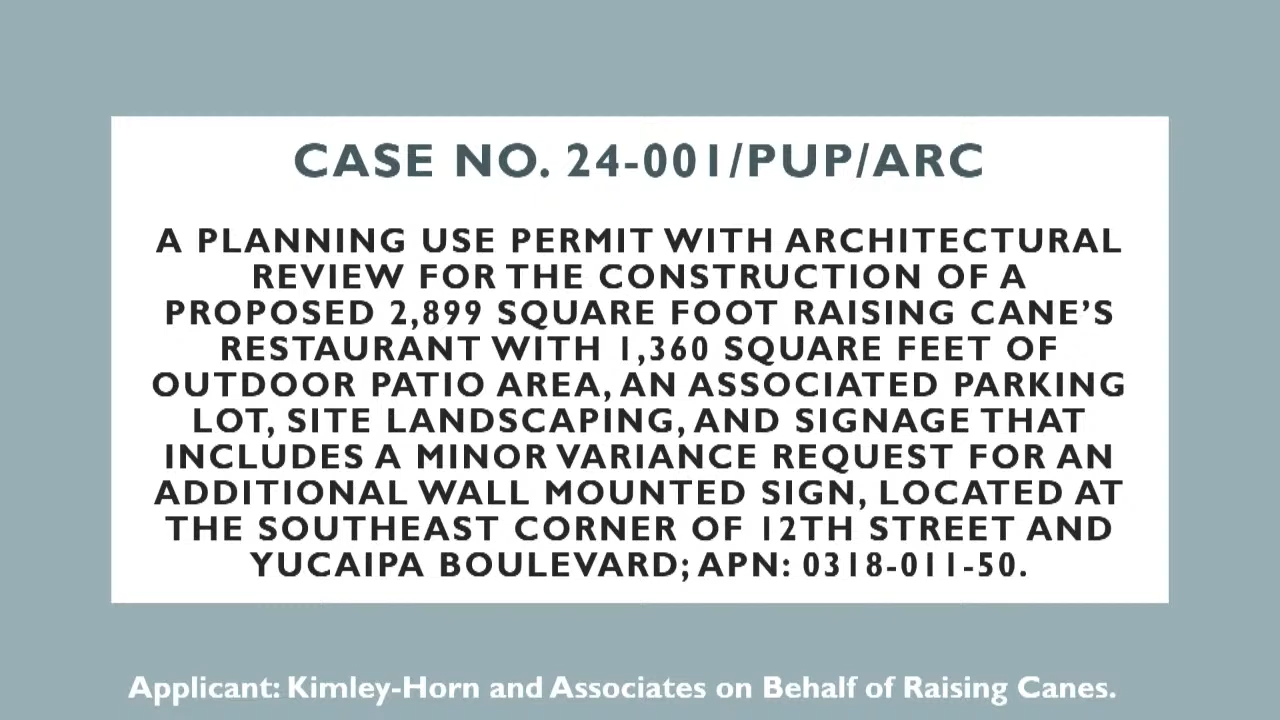 CASE NO. 24-001/PUP/ARC
A PLANNING USE PERMIT WITH ARCHITECTURAL
REVIEW FOR THE CONSTRUCTION OF A
PROPOSED 2,899 SQUARE FOOT RAISING CANE'S
RESTAURANT WITH 1,360 SQUARE FEET OF
OUTDOOR PATIO AREA, AN ASSOCIATED PARKING
LOT, SITE LANDSCAPING, AND SIGNAGE THAT
INCLUDES A MINOR VARIANCE REQUEST FOR AN
ADDITIONAL WALL MOUNTED SIGN, LOCATED AT
THE SOUTHEAST CORNER OF 12TH STREET AND
YUCAIPA BOULEVARD; APN: 0318-011-50.
Applicant: Kimley-Horn and Associates on Behalf of Raising Canes.